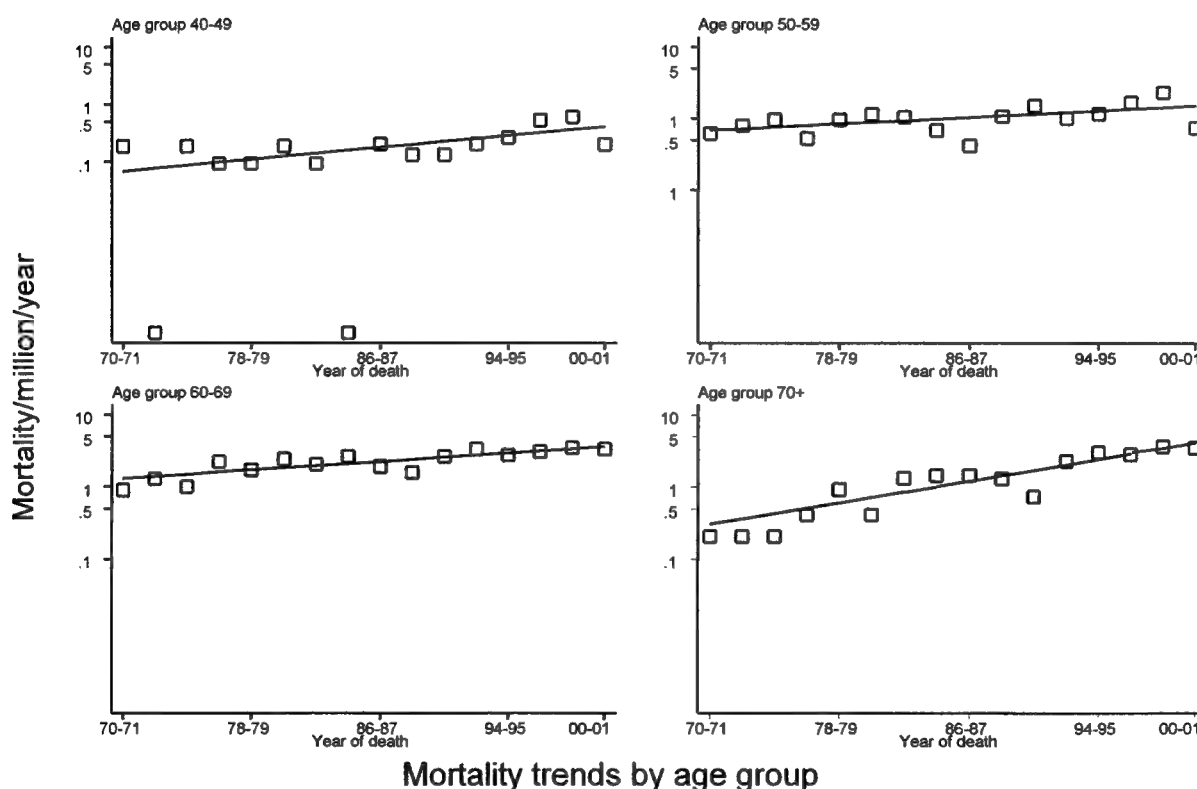 Mortality/million/year
Age group 40-49
10
5
1
.5
.1
70-71 78-79 86-87 94-95 00-01
Year of death
Age group 50-59
10
5
1
.5
1
70-71 78-79 86-87 94-95 00-01
Year of death
Age group 60-69
10
5
1
.5
.1
70-71 78-79 86-87 94-95 00-01
Year of death
Age group 70+
10
5
1
.5
.1
70-71 78-79 86-87 94-95 00-01
Year of death
Mortality trends by age group